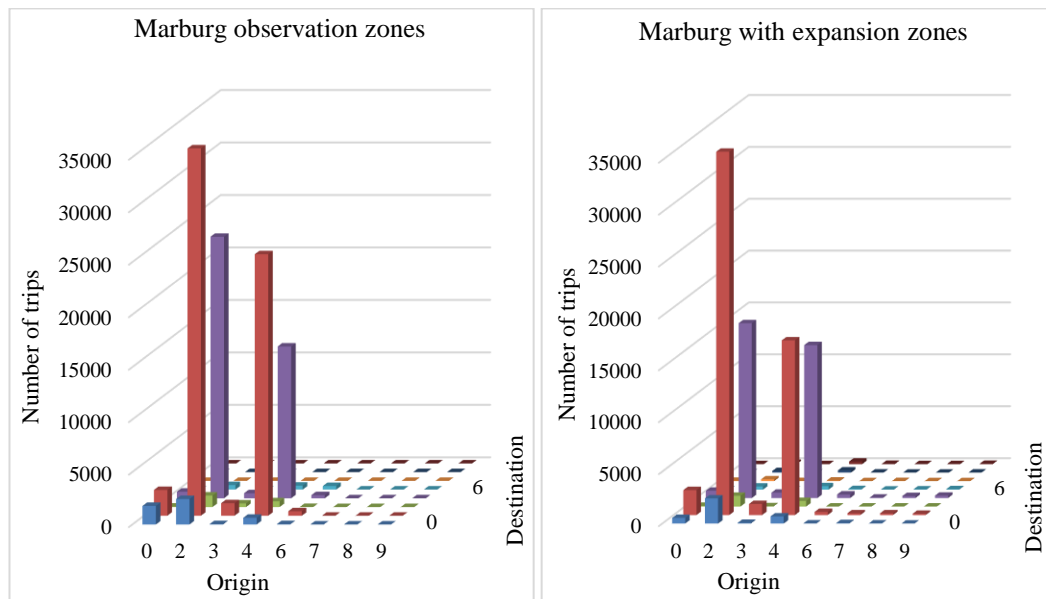 Marburg observation zones
35000
30000
25000
20000
15000
10000
5000
0
Number of trips
0 2 3 4 6 7 8 9
Origin
0
6
Destination
Marburg with expansion zones
35000
30000
25000
20000
15000
10000
5000
0
Number of trips
0 2 3 4 6 7 8 9
Origin
0
6
Destination